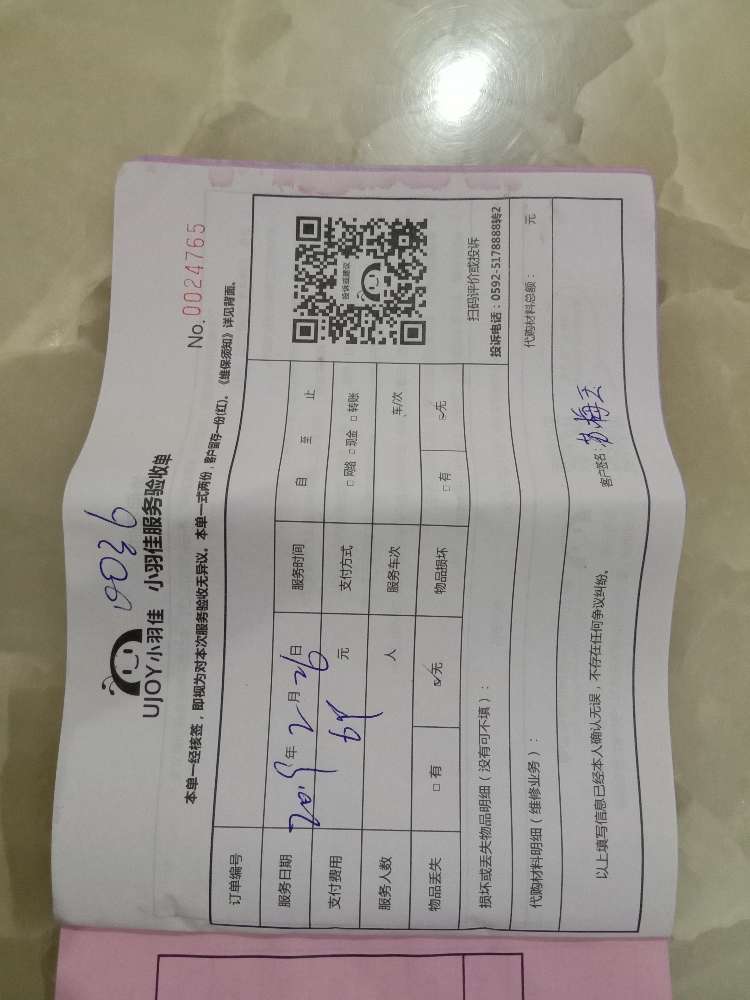 9036
UJOY小羽佳 小羽佳服务验收单
No.0024765
本单一经核签，即视为对本次服务验收无异议。本单一式两份，客户留存一份(红)。《维保须知》详见背面。
订单编号
服务日期 年 月 日 服务时间 自 至 止
支付费用 元 支付方式 □ 网络 □ 现金 □ 转账
服务人数 人 服务车次 车/次
物品丢失 □ 有 ☑无 物品损坏 □ 有 ☑无
投诉或建议
扫码评价或投诉
投诉电话：0592-5178888转2
损坏或丢失物品明细（没有可不填）：
代购材料明细（维修业务）： 代购材料总额： 元
以上填写信息已经本人确认无误，不存在任何争议纠纷。
客户签名：